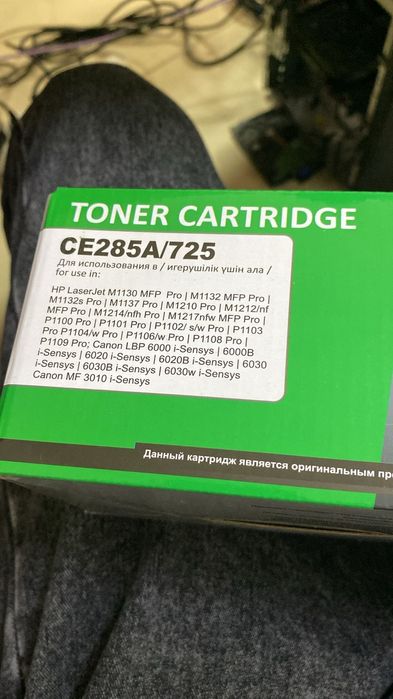 TONER CARTRIDGE
CE285A/725
Для использования в / игерушілік үшін ала /
for use in:
HP LaserJet M1130 MFP Pro | M1132 MFP Pro |
M1132s Pro | M1137 Pro | M1210 Pro | M1212/nf
MFP Pro | M1214/nfh Pro | M1217nfw MFP Pro |
P1100 Pro | P1101 Pro | P1102/ s/w Pro | P1103
Pro P1104/w Pro | P1106/w Pro | P1108 Pro |
P1109 Pro; Canon LBP 6000 i-Sensys | 6000B
i-Sensys | 6020 i-Sensys | 6020B i-Sensys | 6030
i-Sensys | 6030B i-Sensys | 6030w i-Sensys
Canon MF 3010 i-Sensys
Данный картридж является оригинальным про